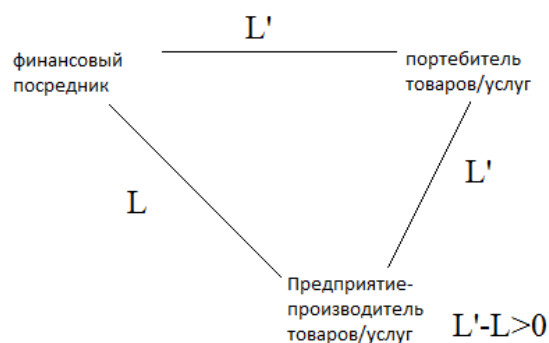 L'
финансовый
посредник
портебитель
товаров/услуг
L
L'
Предприятие-
производитель
товаров/услуг
L'-L>0